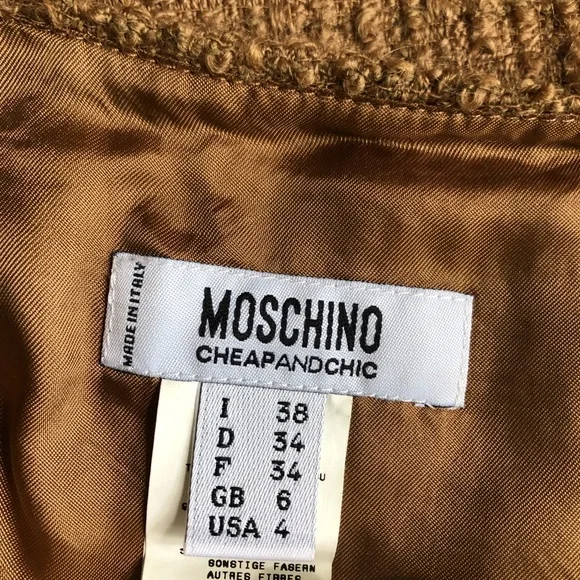 MADE IN ITALY
MOSCHINO
CHEAPANDCHIC
I 38
D 34
F 34
GB 6
USA 4
SONSTIGE FASERN
AUTRES FIBRES